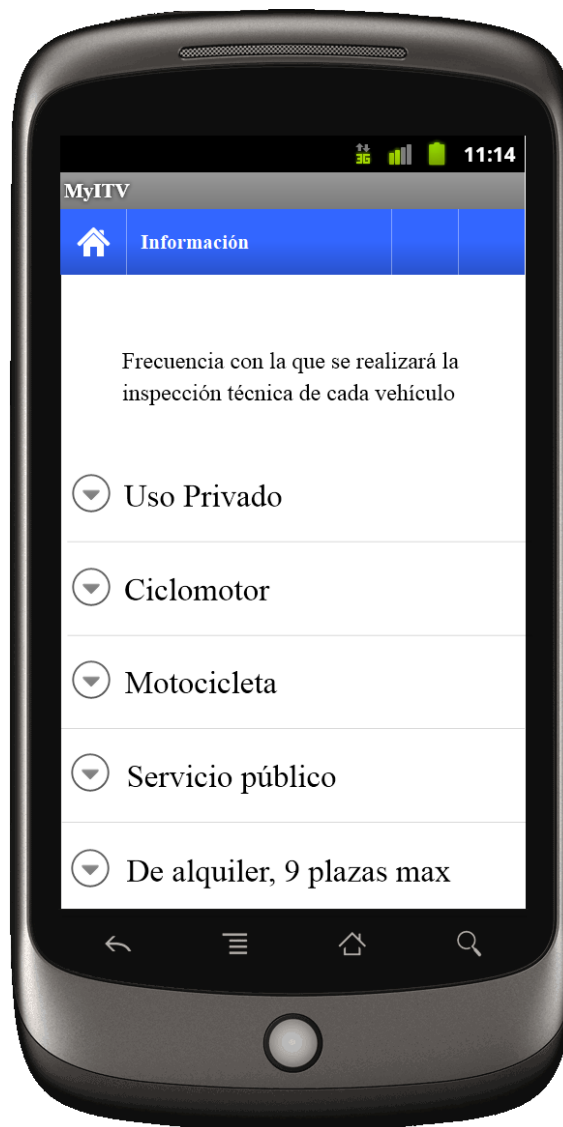 3G 11:14
MyITV
Información
Frecuencia con la que se realizará la
inspección técnica de cada vehículo
Uso Privado
Ciclomotor
Motocicleta
Servicio público
De alquiler, 9 plazas max